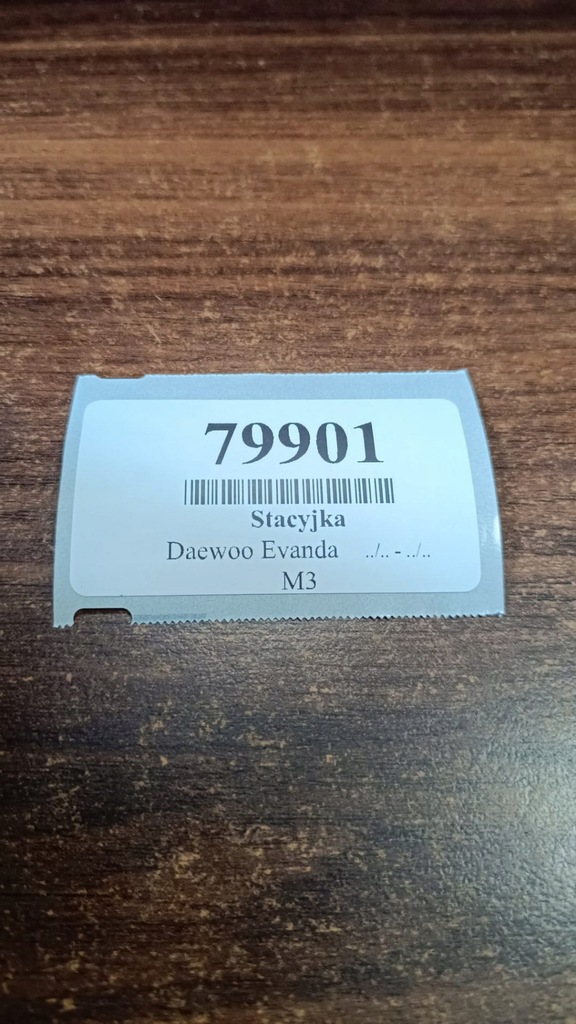 79901
Stacyjka
Daewoo Evanda ../.. - ../..
M3